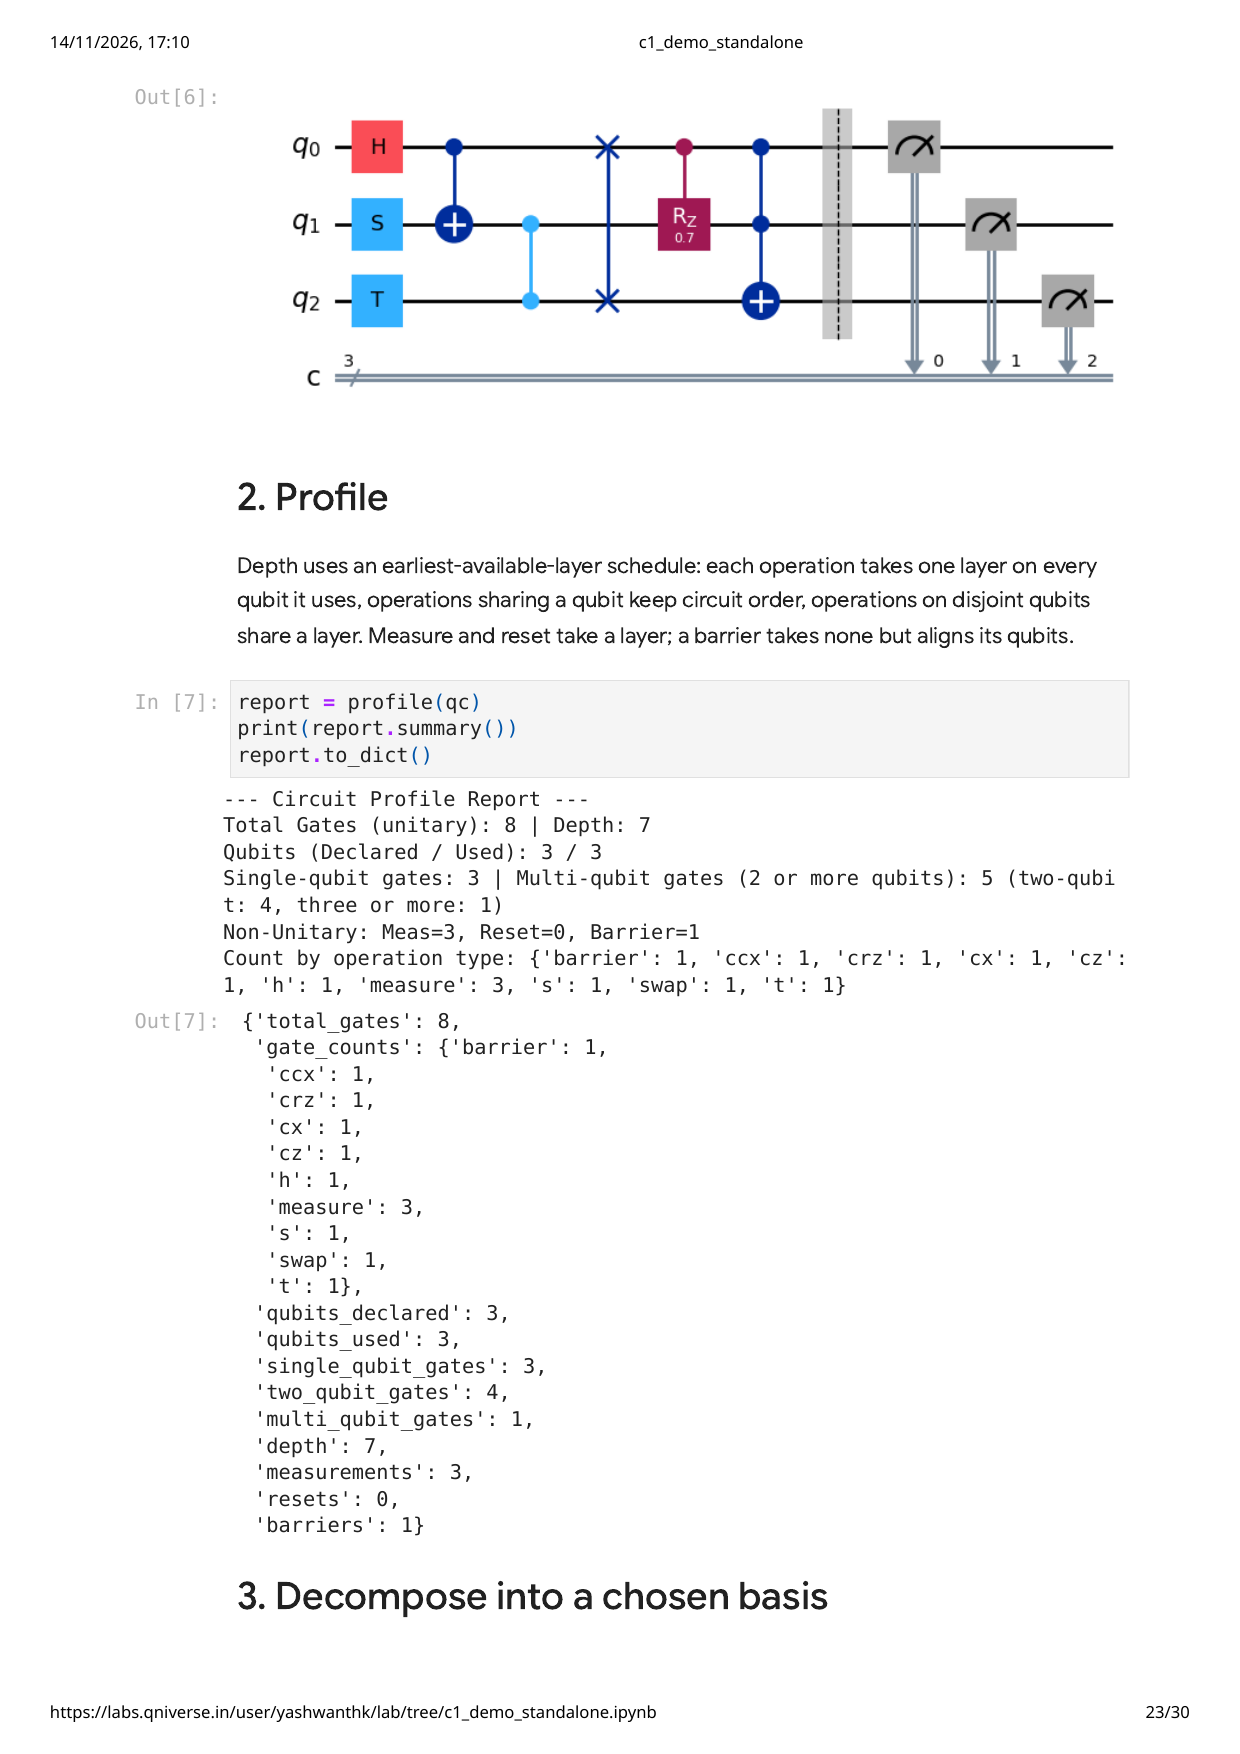 14/11/2026, 17:10 c1_demo_standalone
Out[6]:
q0 H
q1 S RZ 0.7
q2 T
c 3 0 1 2
2. Profile
Depth uses an earliest-available-layer schedule: each operation takes one layer on every
qubit it uses, operations sharing a qubit keep circuit order, operations on disjoint qubits
share a layer. Measure and reset take a layer; a barrier takes none but aligns its qubits.
In [7]: report = profile(qc)
print(report.summary())
report.to_dict()
--- Circuit Profile Report ---
Total Gates (unitary): 8 | Depth: 7
Qubits (Declared / Used): 3 / 3
Single-qubit gates: 3 | Multi-qubit gates (2 or more qubits): 5 (two-qubi
t: 4, three or more: 1)
Non-Unitary: Meas=3, Reset=0, Barrier=1
Count by operation type: {'barrier': 1, 'ccx': 1, 'crz': 1, 'cx': 1, 'cz':
1, 'h': 1, 'measure': 3, 's': 1, 'swap': 1, 't': 1}
Out[7]: {'total_gates': 8,
'gate_counts': {'barrier': 1,
'ccx': 1,
'crz': 1,
'cx': 1,
'cz': 1,
'h': 1,
'measure': 3,
's': 1,
'swap': 1,
't': 1},
'qubits_declared': 3,
'qubits_used': 3,
'single_qubit_gates': 3,
'two_qubit_gates': 4,
'multi_qubit_gates': 1,
'depth': 7,
'measurements': 3,
'resets': 0,
'barriers': 1}
3. Decompose into a chosen basis
https://labs.qniverse.in/user/yashwanthk/lab/tree/c1_demo_standalone.ipynb 23/30